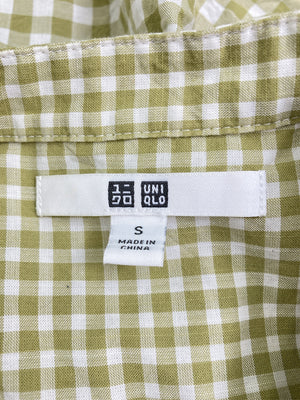 ユニ UNI
クロ QLO
S
MADE IN
CHINA